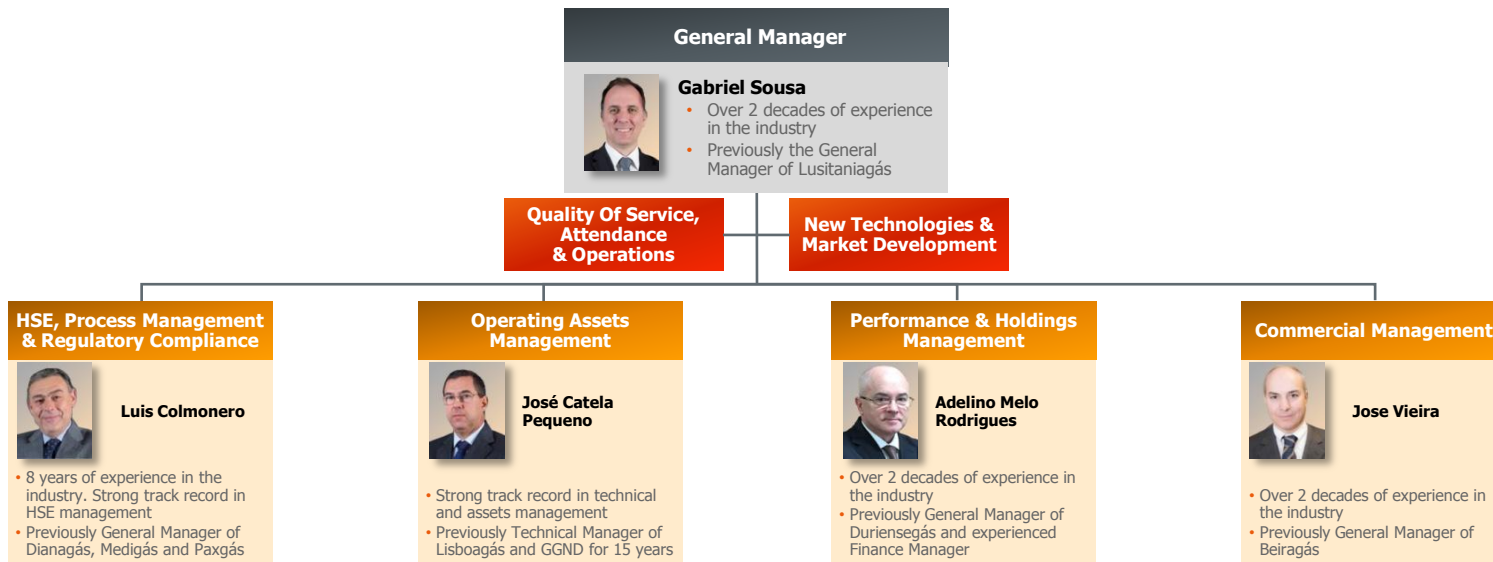 General Manager
Gabriel Sousa
• Over 2 decades of experience
in the industry
• Previously the General
Manager of Lusitaniagás
Quality Of Service,
Attendance
& Operations
New Technologies &
Market Development
HSE, Process Management
& Regulatory Compliance
Luis Colmonero
• 8 years of experience in the
industry. Strong track record in
HSE management
• Previously General Manager of
Dianagás, Medigás and Paxgás
Operating Assets
Management
José Catela
Pequeno
• Strong track record in technical
and assets management
• Previously Technical Manager of
Lisboagás and GGND for 15 years
Performance & Holdings
Management
Adelino Melo
Rodrigues
• Over 2 decades of experience in
the industry
• Previously General Manager of
Duriensegás and experienced
Finance Manager
Commercial Management
Jose Vieira
• Over 2 decades of experience in
the industry
• Previously General Manager of
Beiragás